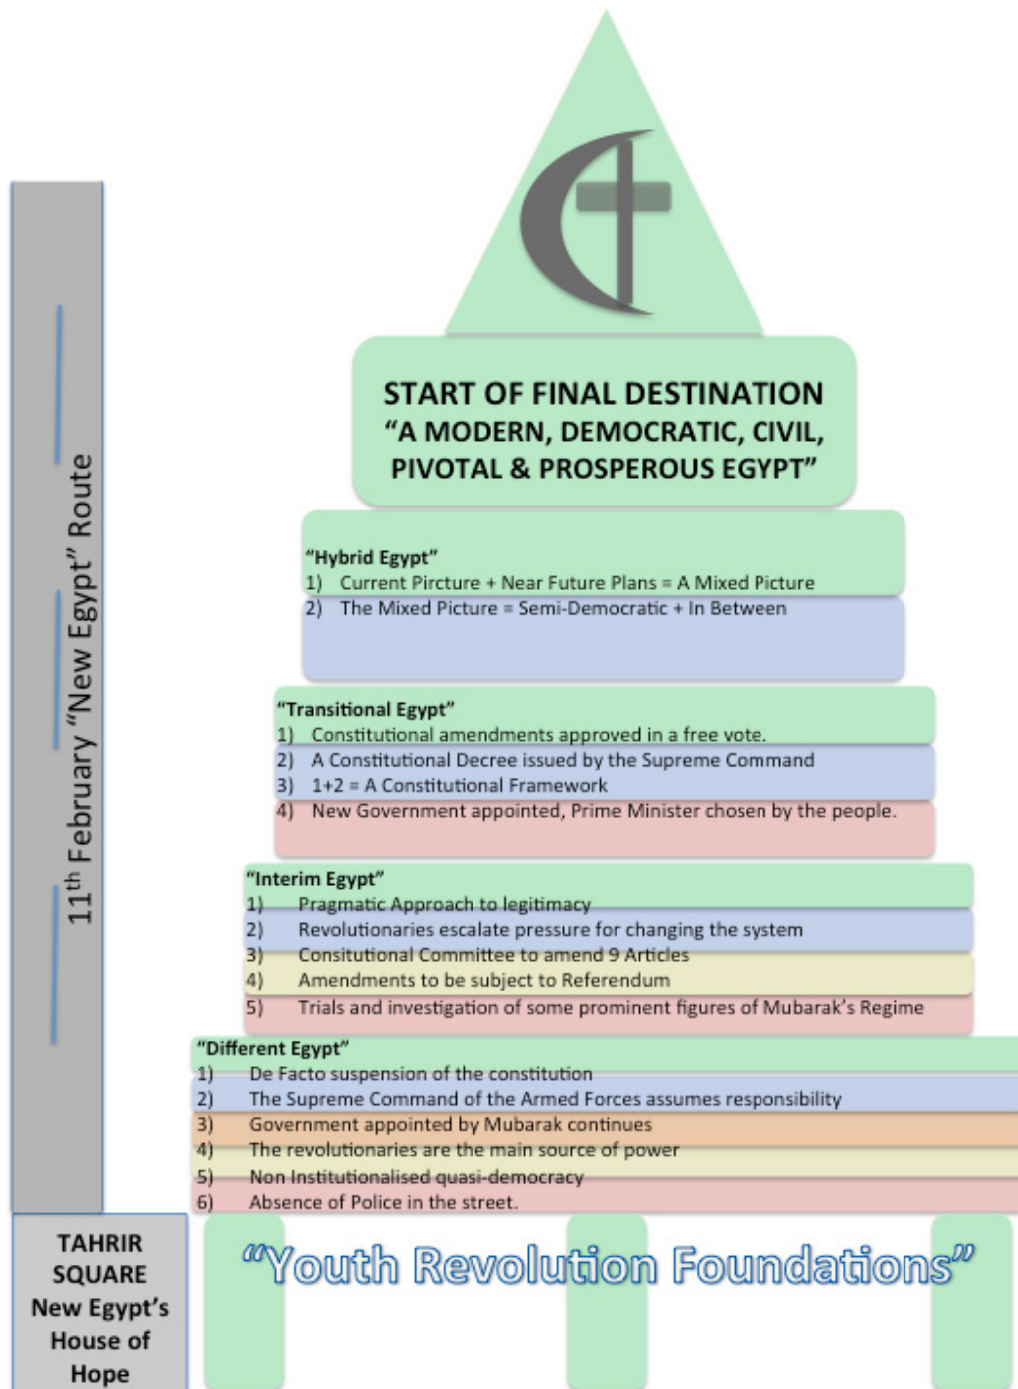 START OF FINAL DESTINATION
“A MODERN, DEMOCRATIC, CIVIL,
PIVOTAL & PROSPEROUS EGYPT”
“Hybrid Egypt”
1) Current Pircture + Near Future Plans = A Mixed Picture
2) The Mixed Picture = Semi-Democratic + In Between
“Transitional Egypt”
1) Constitutional amendments approved in a free vote.
2) A Constitutional Decree issued by the Supreme Command
3) 1+2 = A Constitutional Framework
4) New Government appointed, Prime Minister chosen by the people.
“Interim Egypt”
1) Pragmatic Approach to legitimacy
2) Revolutionaries escalate pressure for changing the system
3) Consitutional Committee to amend 9 Articles
4) Amendments to be subject to Referendum
5) Trials and investigation of some prominent figures of Mubarak’s Regime
“Different Egypt”
1) De Facto suspension of the constitution
2) The Supreme Command of the Armed Forces assumes responsibility
3) Government appointed by Mubarak continues
4) The revolutionaries are the main source of power
5) Non Institutionalised quasi-democracy
6) Absence of Police in the street.
11th February “New Egypt” Route
TAHRIR
SQUARE
New Egypt’s
House of
Hope
“Youth Revolution Foundations”